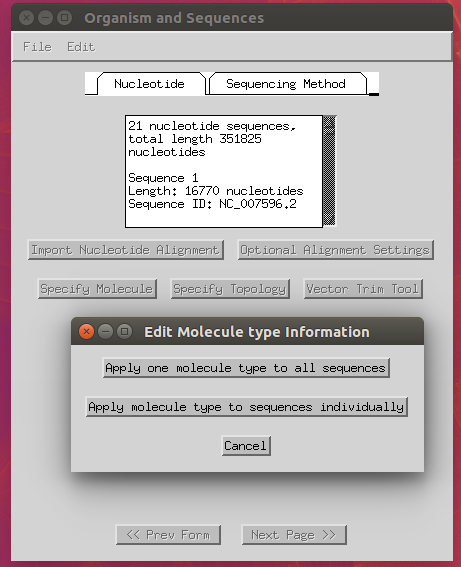 Organism and Sequences
File Edit
Nucleotide Sequencing Method
21 nucleotide sequences,
total length 351825
nucleotides
Sequence 1
Length: 16770 nucleotides
Sequence ID: NC_007596.2
Import Nucleotide Alignment Optional Alignment Settings
Specify Molecule Specify Topology Vector Trim Tool
Edit Molecule type Information
Apply one molecule type to all sequences
Apply molecule type to sequences individually
Cancel
<< Prev Form Next Page >>